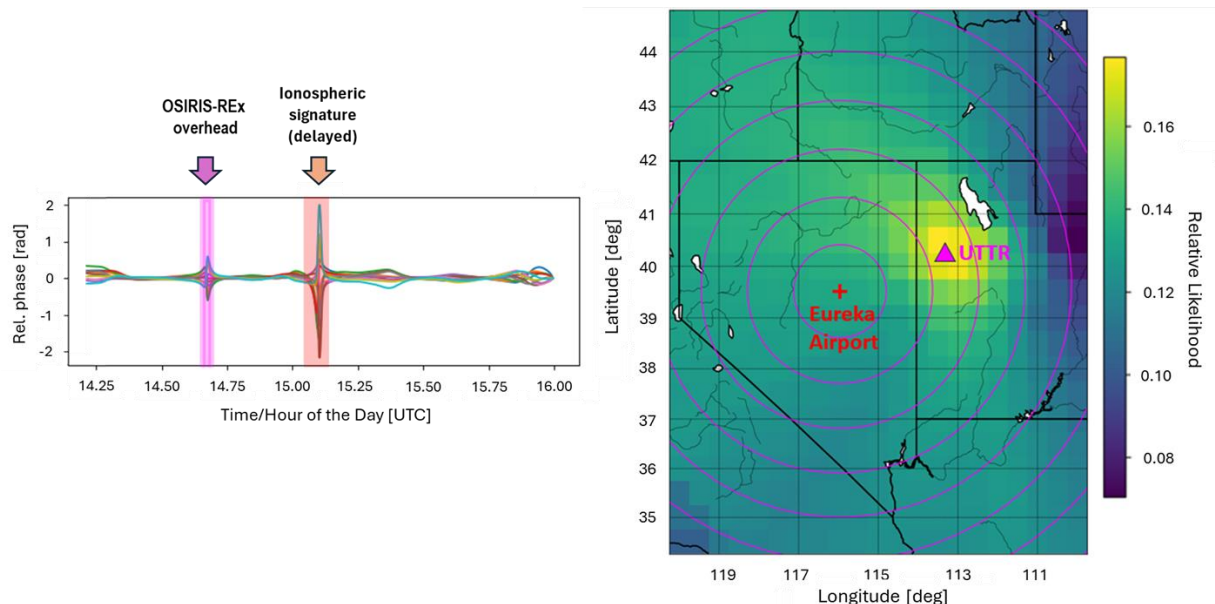 OSIRIS-REx
overhead
Ionospheric
signature
(delayed)
Rel. phase [rad]
2
1
0
-1
-2
14.25
14.50
14.75
15.00
15.25
15.50
15.75
16.00
Time/Hour of the Day [UTC]
Latitude [deg]
44
43
42
41
40
39
38
37
36
35
UTTR
Eureka
Airport
119
117
115
113
111
Longitude [deg]
0.16
0.14
0.12
0.10
0.08
Relative Likelihood